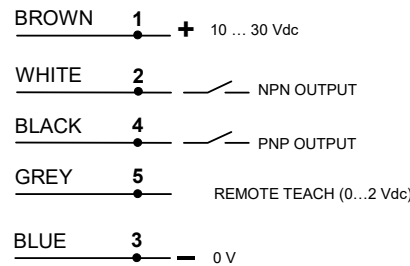 BROWN 1 + 10 … 30 Vdc
WHITE 2 NPN OUTPUT
BLACK 4 PNP OUTPUT
GREY 5 REMOTE TEACH (0…2 Vdc)
BLUE 3 – 0 V